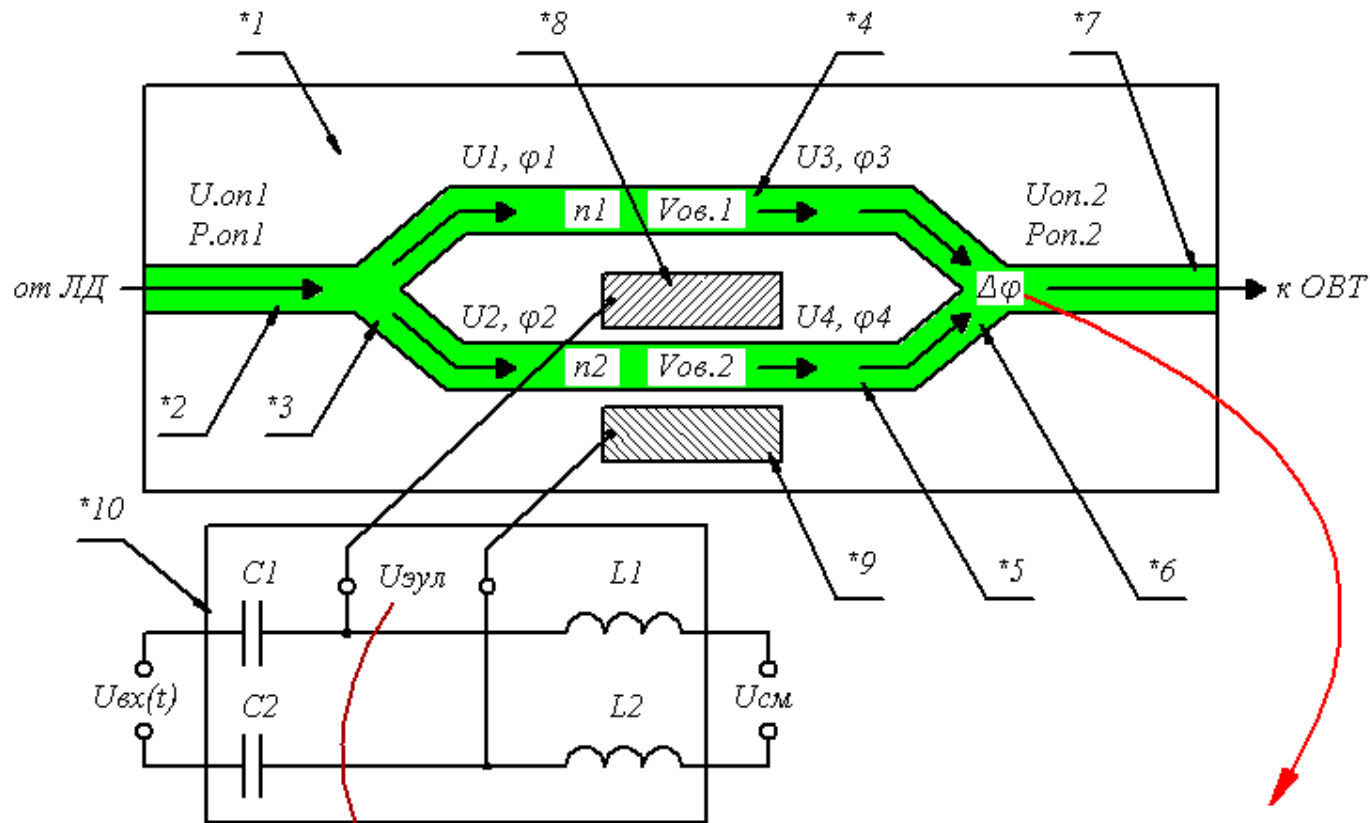 *1
*8
*4
*7
U1, φ1
U3, φ3
U.оп1
P.оп1
n1
Vов.1
Uоп.2
Pоп.2
от ЛД
Δφ
к ОВТ
U2, φ2
U4, φ4
n2
Vов.2
*2
*3
*10
*9
*5
*6
C1
Uэул
L1
Uвх(t)
C2
L2
Uсм